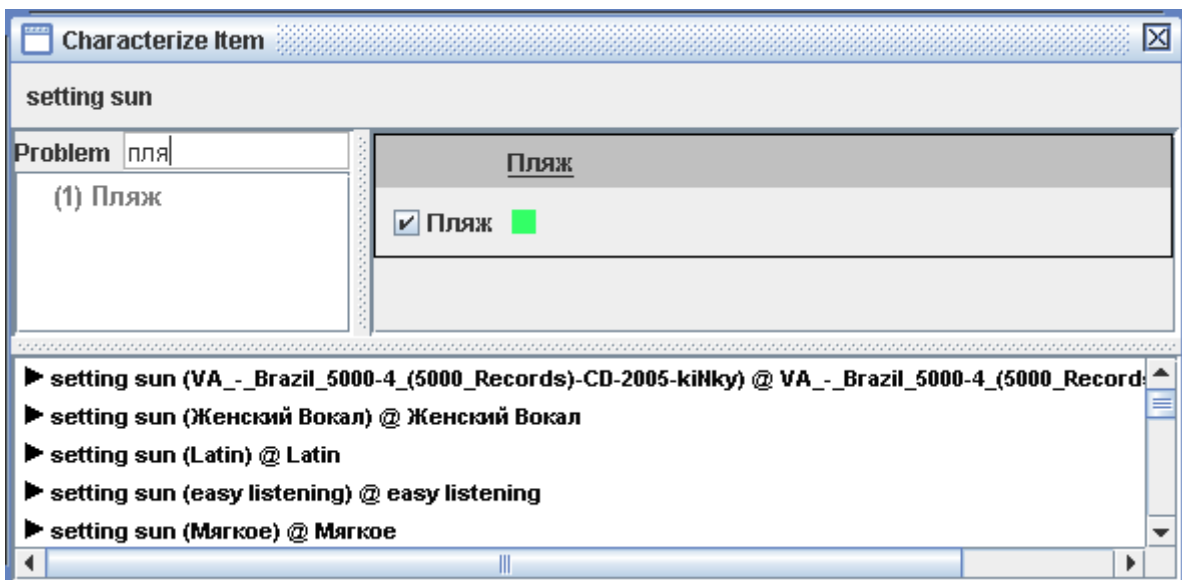 Characterize Item
setting sun
Problem пля
(1) Пляж
Пляж
Пляж
setting sun (VA_-_Brazil_5000-4_(5000_Records)-CD-2005-kiNky) @ VA_-_Brazil_5000-4_(5000_Record
setting sun (Женский Вокал) @ Женский Вокал
setting sun (Latin) @ Latin
setting sun (easy listening) @ easy listening
setting sun (Мягкое) @ Мягкое